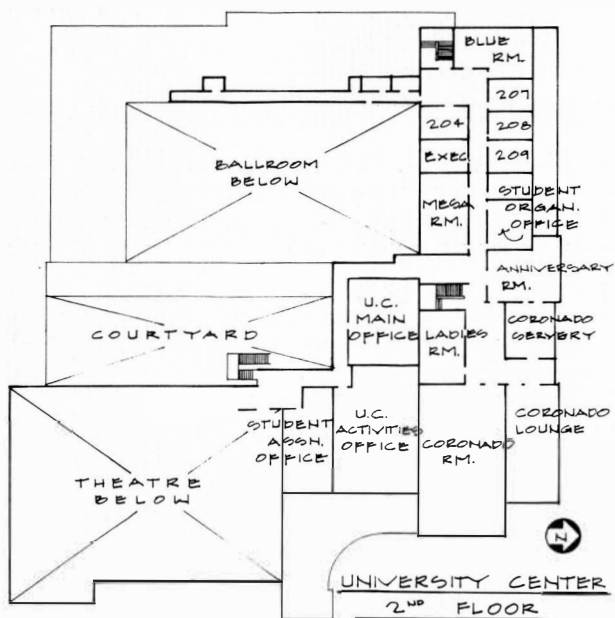 BLUE
RM.
207
204
208
BALLROOM
BELOW
EXEC
209
MESA
RM.
STUDENT
ORGAN.
OFFICE
ANNIVERSARY
RM.
U.C.
MAIN
OFFICE
COURTYARD
LADIES
RM.
CORONADO
SERVERY
STUDENT
ASSN.
OFFICE
U.C.
ACTIVITIES
OFFICE
CORONADO
RM.
CORONADO
LOUNGE
THEATRE
BELOW
N
UNIVERSITY CENTER
2ND FLOOR